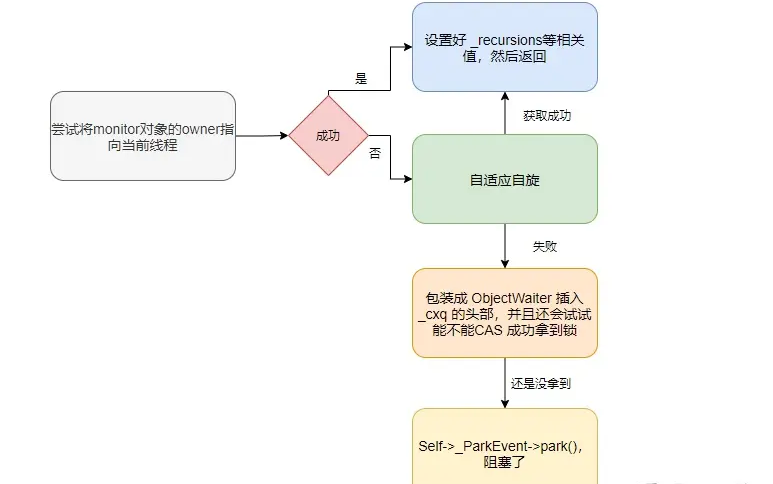 设置好 _recursions等相关
值，然后返回
是
获取成功
尝试将monitor对象的owner指
向当前线程
成功
否
自适应自旋
失败
包装成 ObjectWaiter 插入
_cxq 的头部，并且还会试试
能不能CAS 成功拿到锁
还是没拿到
Self->_ParkEvent->park()，
阻塞了